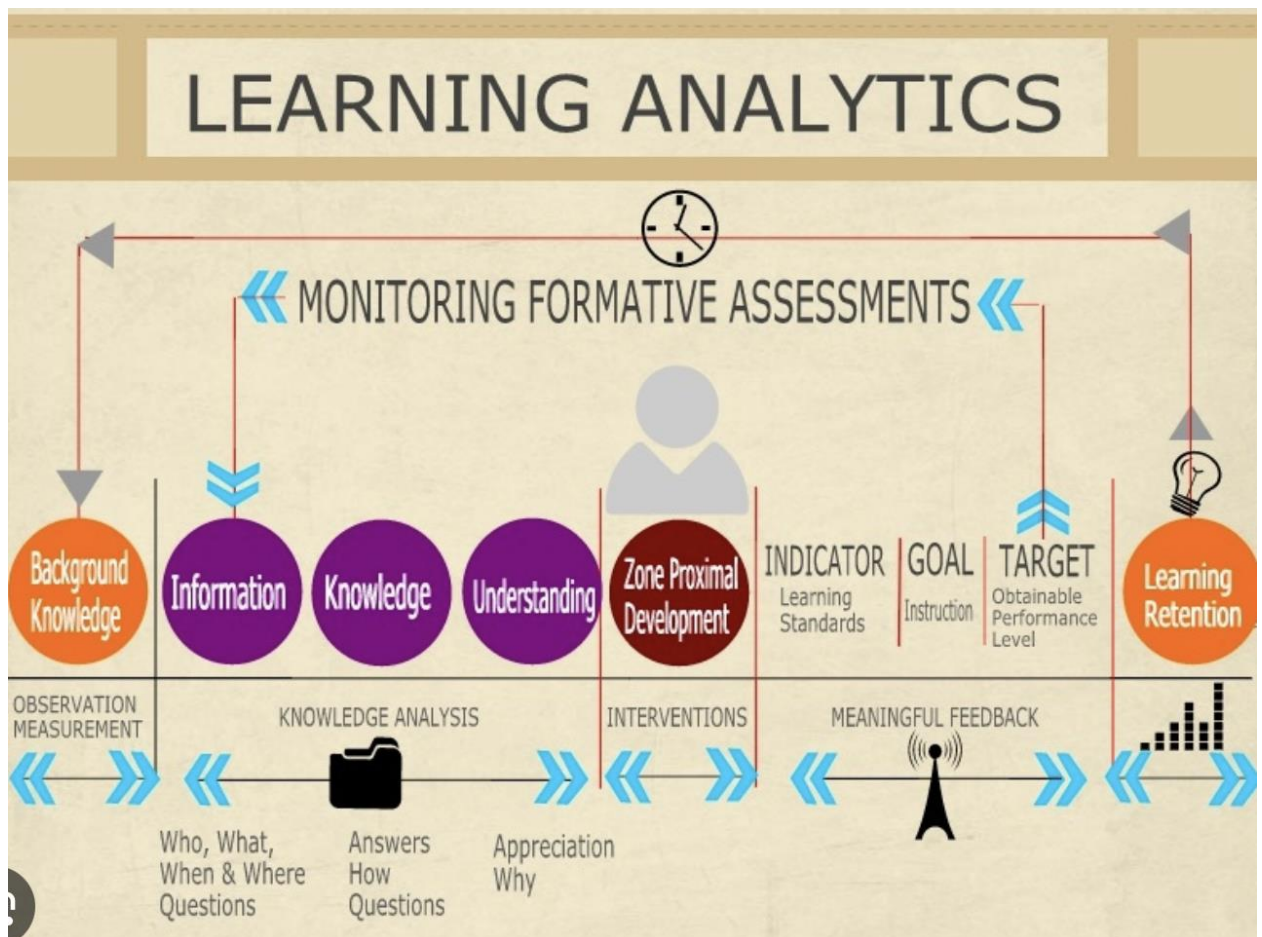 LEARNING ANALYTICS
MONITORING FORMATIVE ASSESSMENTS
Background
Knowledge
Information
Knowledge
Understanding
Zone Proximal
Development
INDICATOR
Learning
Standards
GOAL
Instruction
TARGET
Obtainable
Performance
Level
Learning
Retention
OBSERVATION
MEASUREMENT
KNOWLEDGE ANALYSIS
INTERVENTIONS
MEANINGFUL FEEDBACK
Who, What,
When & Where
Questions
Answers
How
Questions
Appreciation
Why